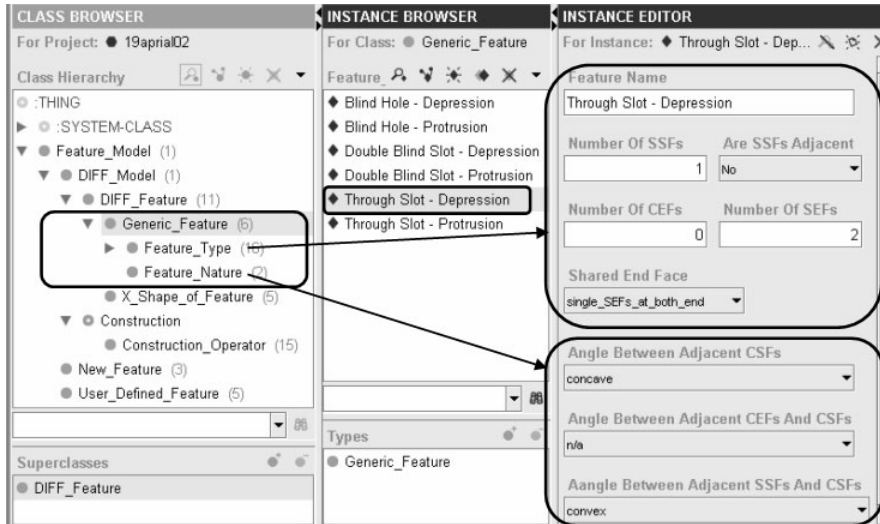 CLASS BROWSER
For Project: 19aprial02
Class Hierarchy
:THING
:SYSTEM-CLASS
Feature_Model (1)
DIFF_Model (1)
DIFF_Feature (11)
Generic_Feature (6)
Feature_Type (16)
Feature_Nature (2)
X_Shape_of_Feature (5)
Construction
Construction_Operator (15)
New_Feature (3)
User_Defined_Feature (5)
Superclasses
DIFF_Feature
INSTANCE BROWSER
For Class: Generic_Feature
Feature_
Blind Hole - Depression
Blind Hole - Protrusion
Double Blind Slot - Depression
Double Blind Slot - Protrusion
Through Slot - Depression
Through Slot - Protrusion
Types
Generic_Feature
INSTANCE EDITOR
For Instance: Through Slot - Dep...
Feature Name
Through Slot - Depression
Number Of SSFs Are SSFs Adjacent
1 No
Number Of CEFs Number Of SEFs
0 2
Shared End Face
single_SEFs_at_both_end
Angle Between Adjacent CSFs
concave
Angle Between Adjacent CEFs And CSFs
n/a
Aangle Between Adjacent SSFs And CSFs
convex